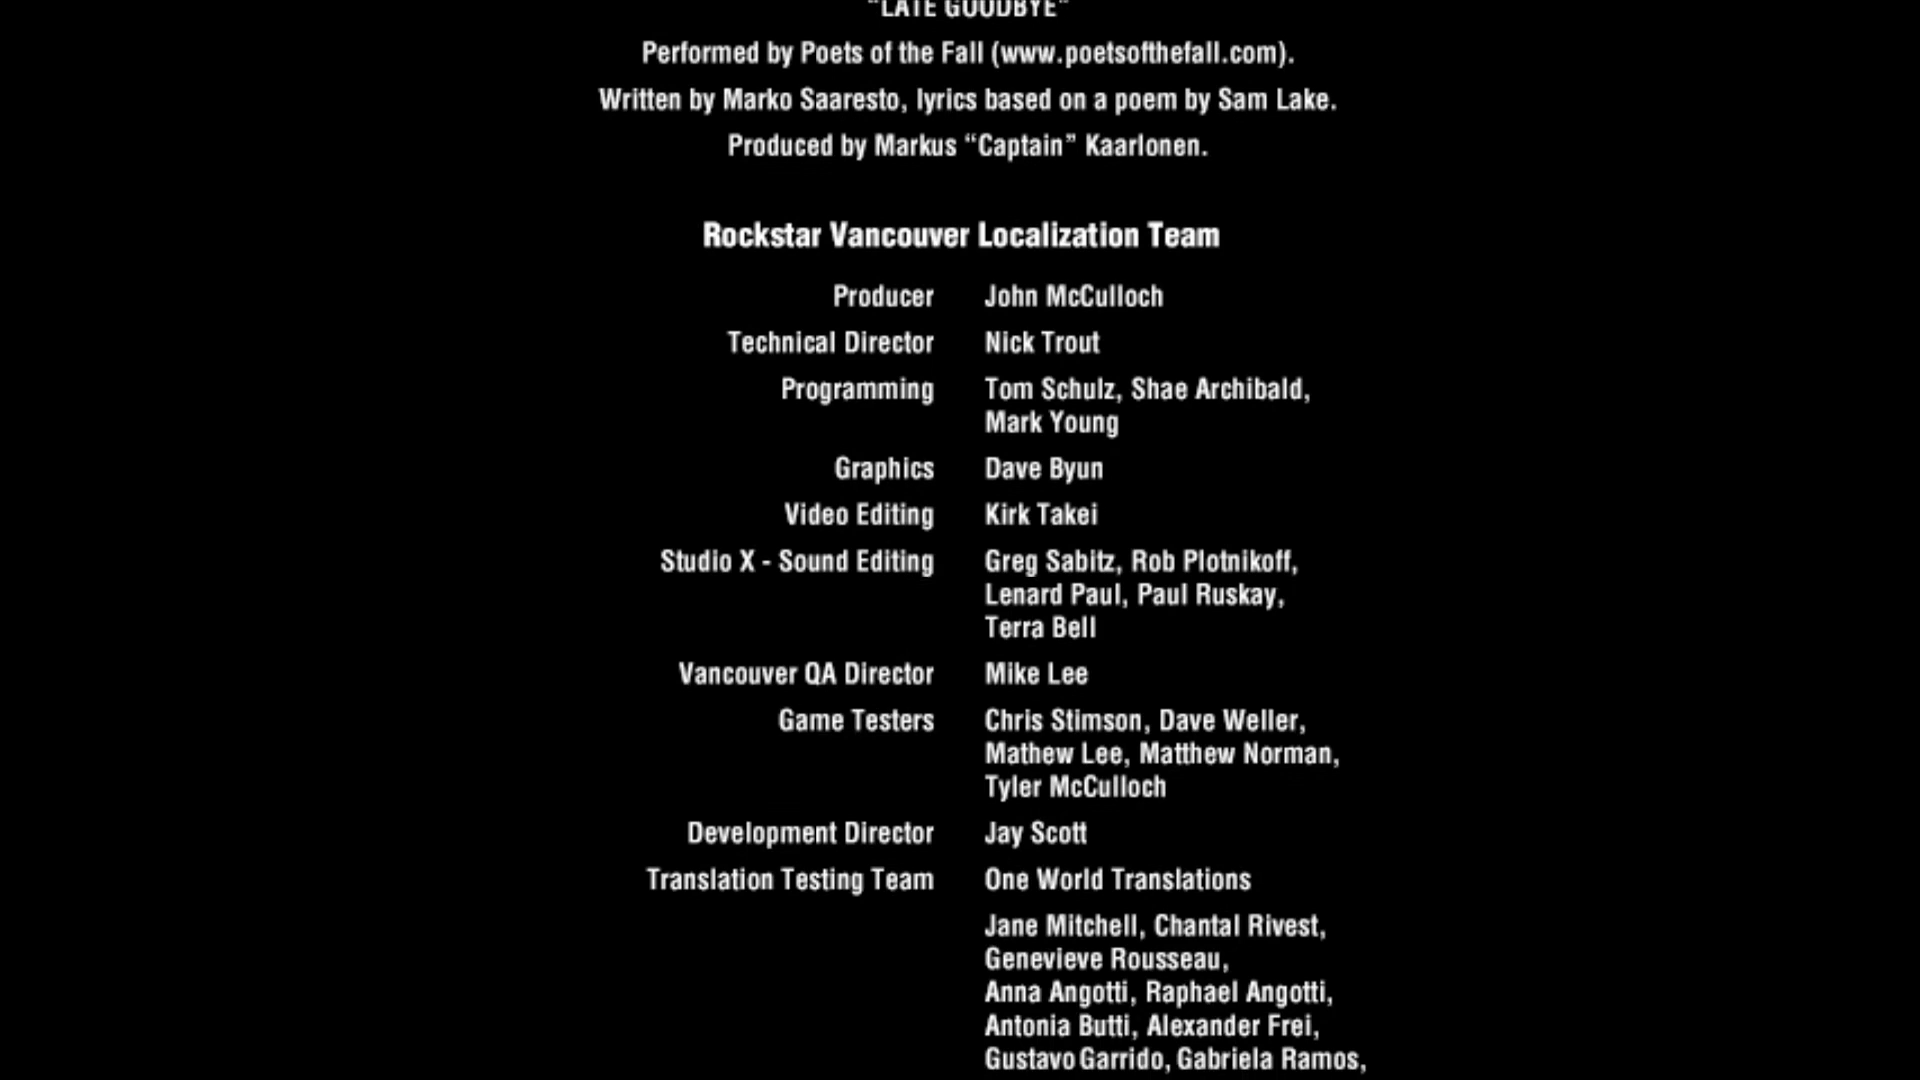 "LATE GOODBYE"
Performed by Poets of the Fall (www.poetsofthefall.com).
Written by Marko Saaresto, lyrics based on a poem by Sam Lake.
Produced by Markus “Captain” Kaarlonen.
Rockstar Vancouver Localization Team
Producer John McCulloch
Technical Director Nick Trout
Programming Tom Schulz, Shae Archibald,
Mark Young
Graphics Dave Byun
Video Editing Kirk Takei
Studio X - Sound Editing Greg Sabitz, Rob Plotnikoff,
Lenard Paul, Paul Ruskay,
Terra Bell
Vancouver QA Director Mike Lee
Game Testers Chris Stimson, Dave Weller,
Mathew Lee, Matthew Norman,
Tyler McCulloch
Development Director Jay Scott
Translation Testing Team One World Translations
Jane Mitchell, Chantal Rivest,
Genevieve Rousseau,
Anna Angotti, Raphael Angotti,
Antonia Butti, Alexander Frei,
Gustavo Garrido, Gabriela Ramos,